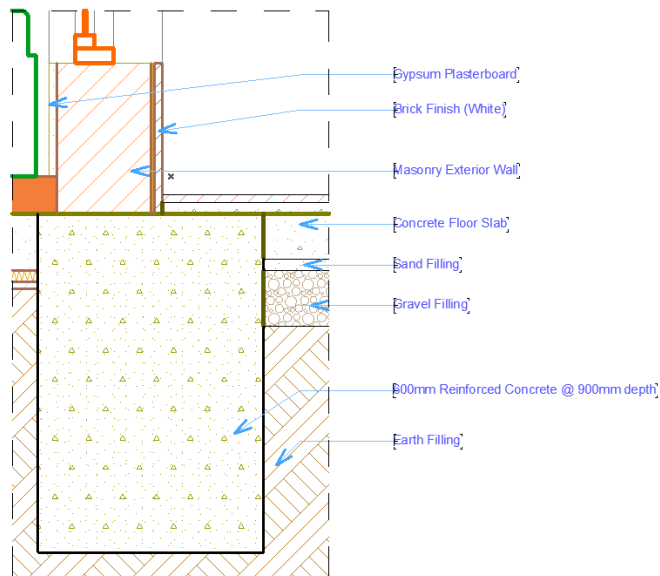 Gypsum Plasterboard
Brick Finish (White)
Masonry Exterior Wall
Concrete Floor Slab
Sand Filling
Gravel Filling
600mm Reinforced Concrete @ 900mm depth
Earth Filling